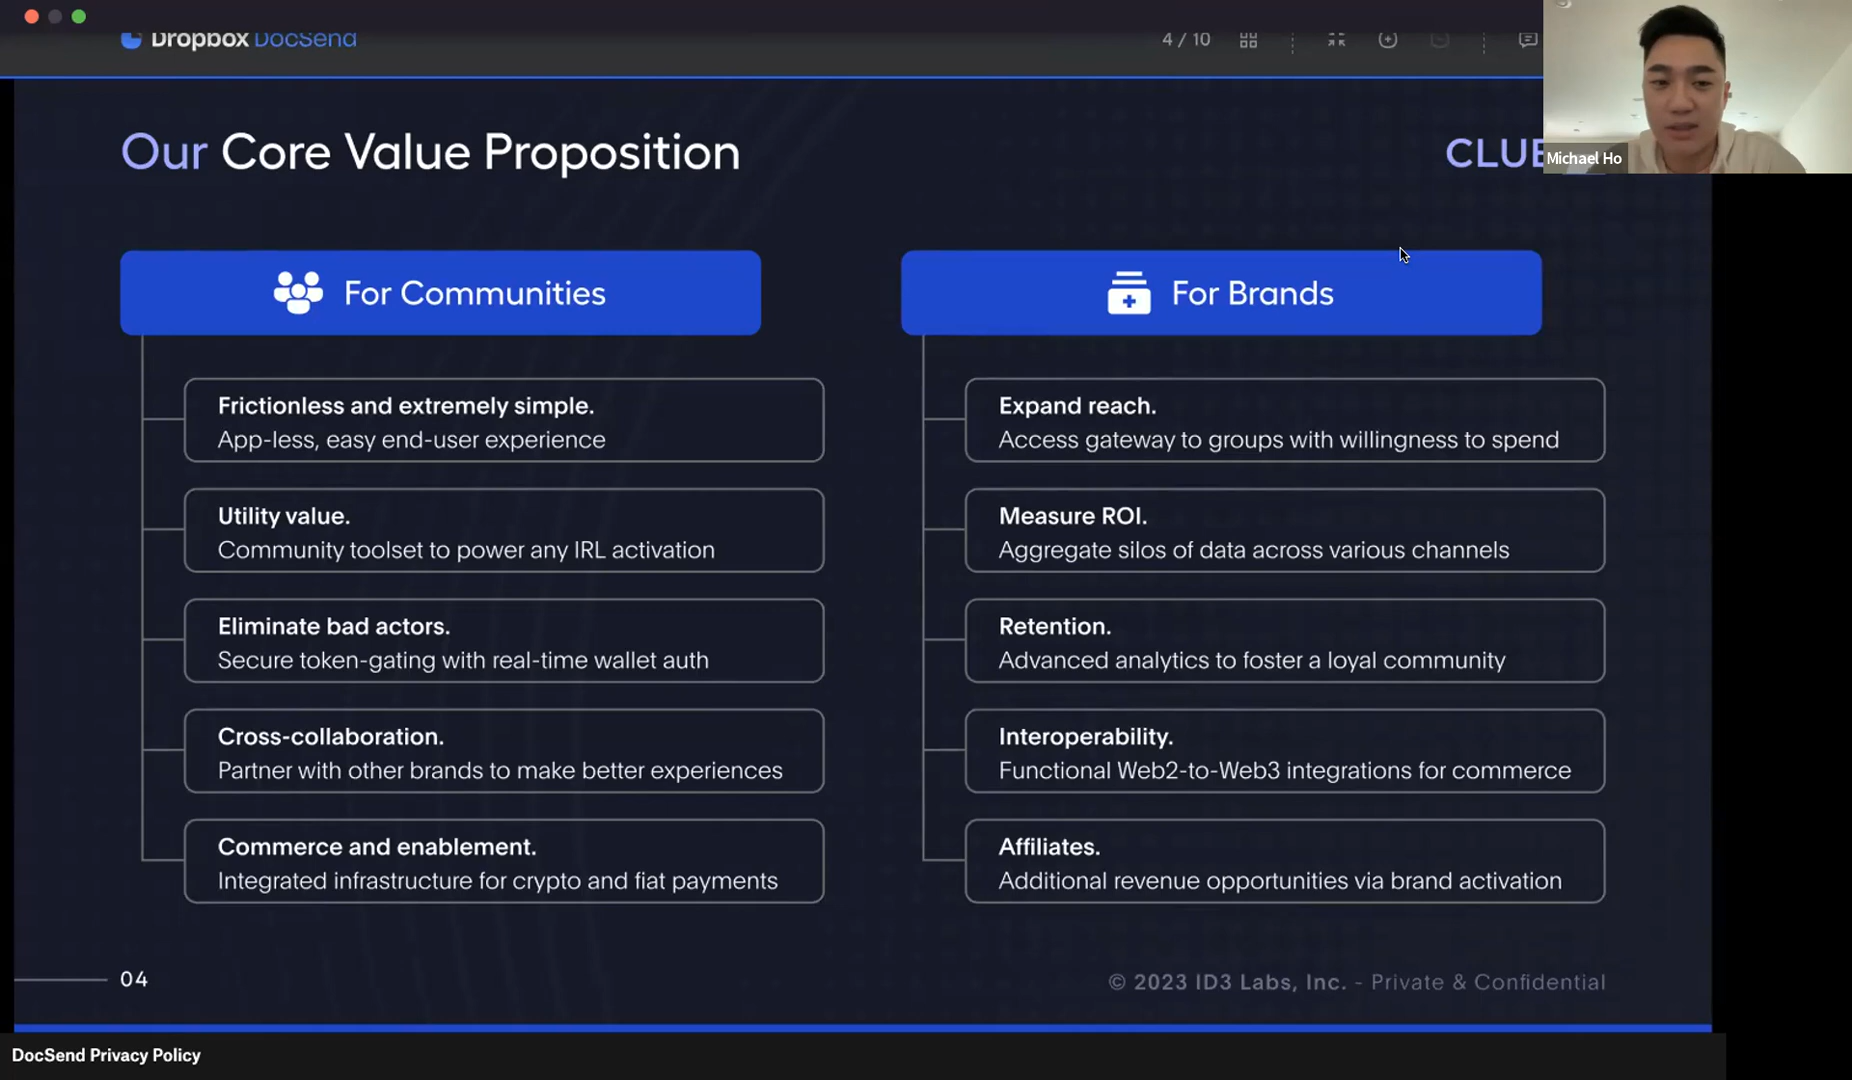 Dropbox DocSend
4 / 10
Michael Ho
Our Core Value Proposition
For Communities
Frictionless and extremely simple.
App-less, easy end-user experience
Utility value.
Community toolset to power any IRL activation
Eliminate bad actors.
Secure token-gating with real-time wallet auth
Cross-collaboration.
Partner with other brands to make better experiences
Commerce and enablement.
Integrated infrastructure for crypto and fiat payments
For Brands
Expand reach.
Access gateway to groups with willingness to spend
Measure ROI.
Aggregate silos of data across various channels
Retention.
Advanced analytics to foster a loyal community
Interoperability.
Functional Web2-to-Web3 integrations for commerce
Affiliates.
Additional revenue opportunities via brand activation
04
© 2023 ID3 Labs, Inc. - Private & Confidential
DocSend Privacy Policy